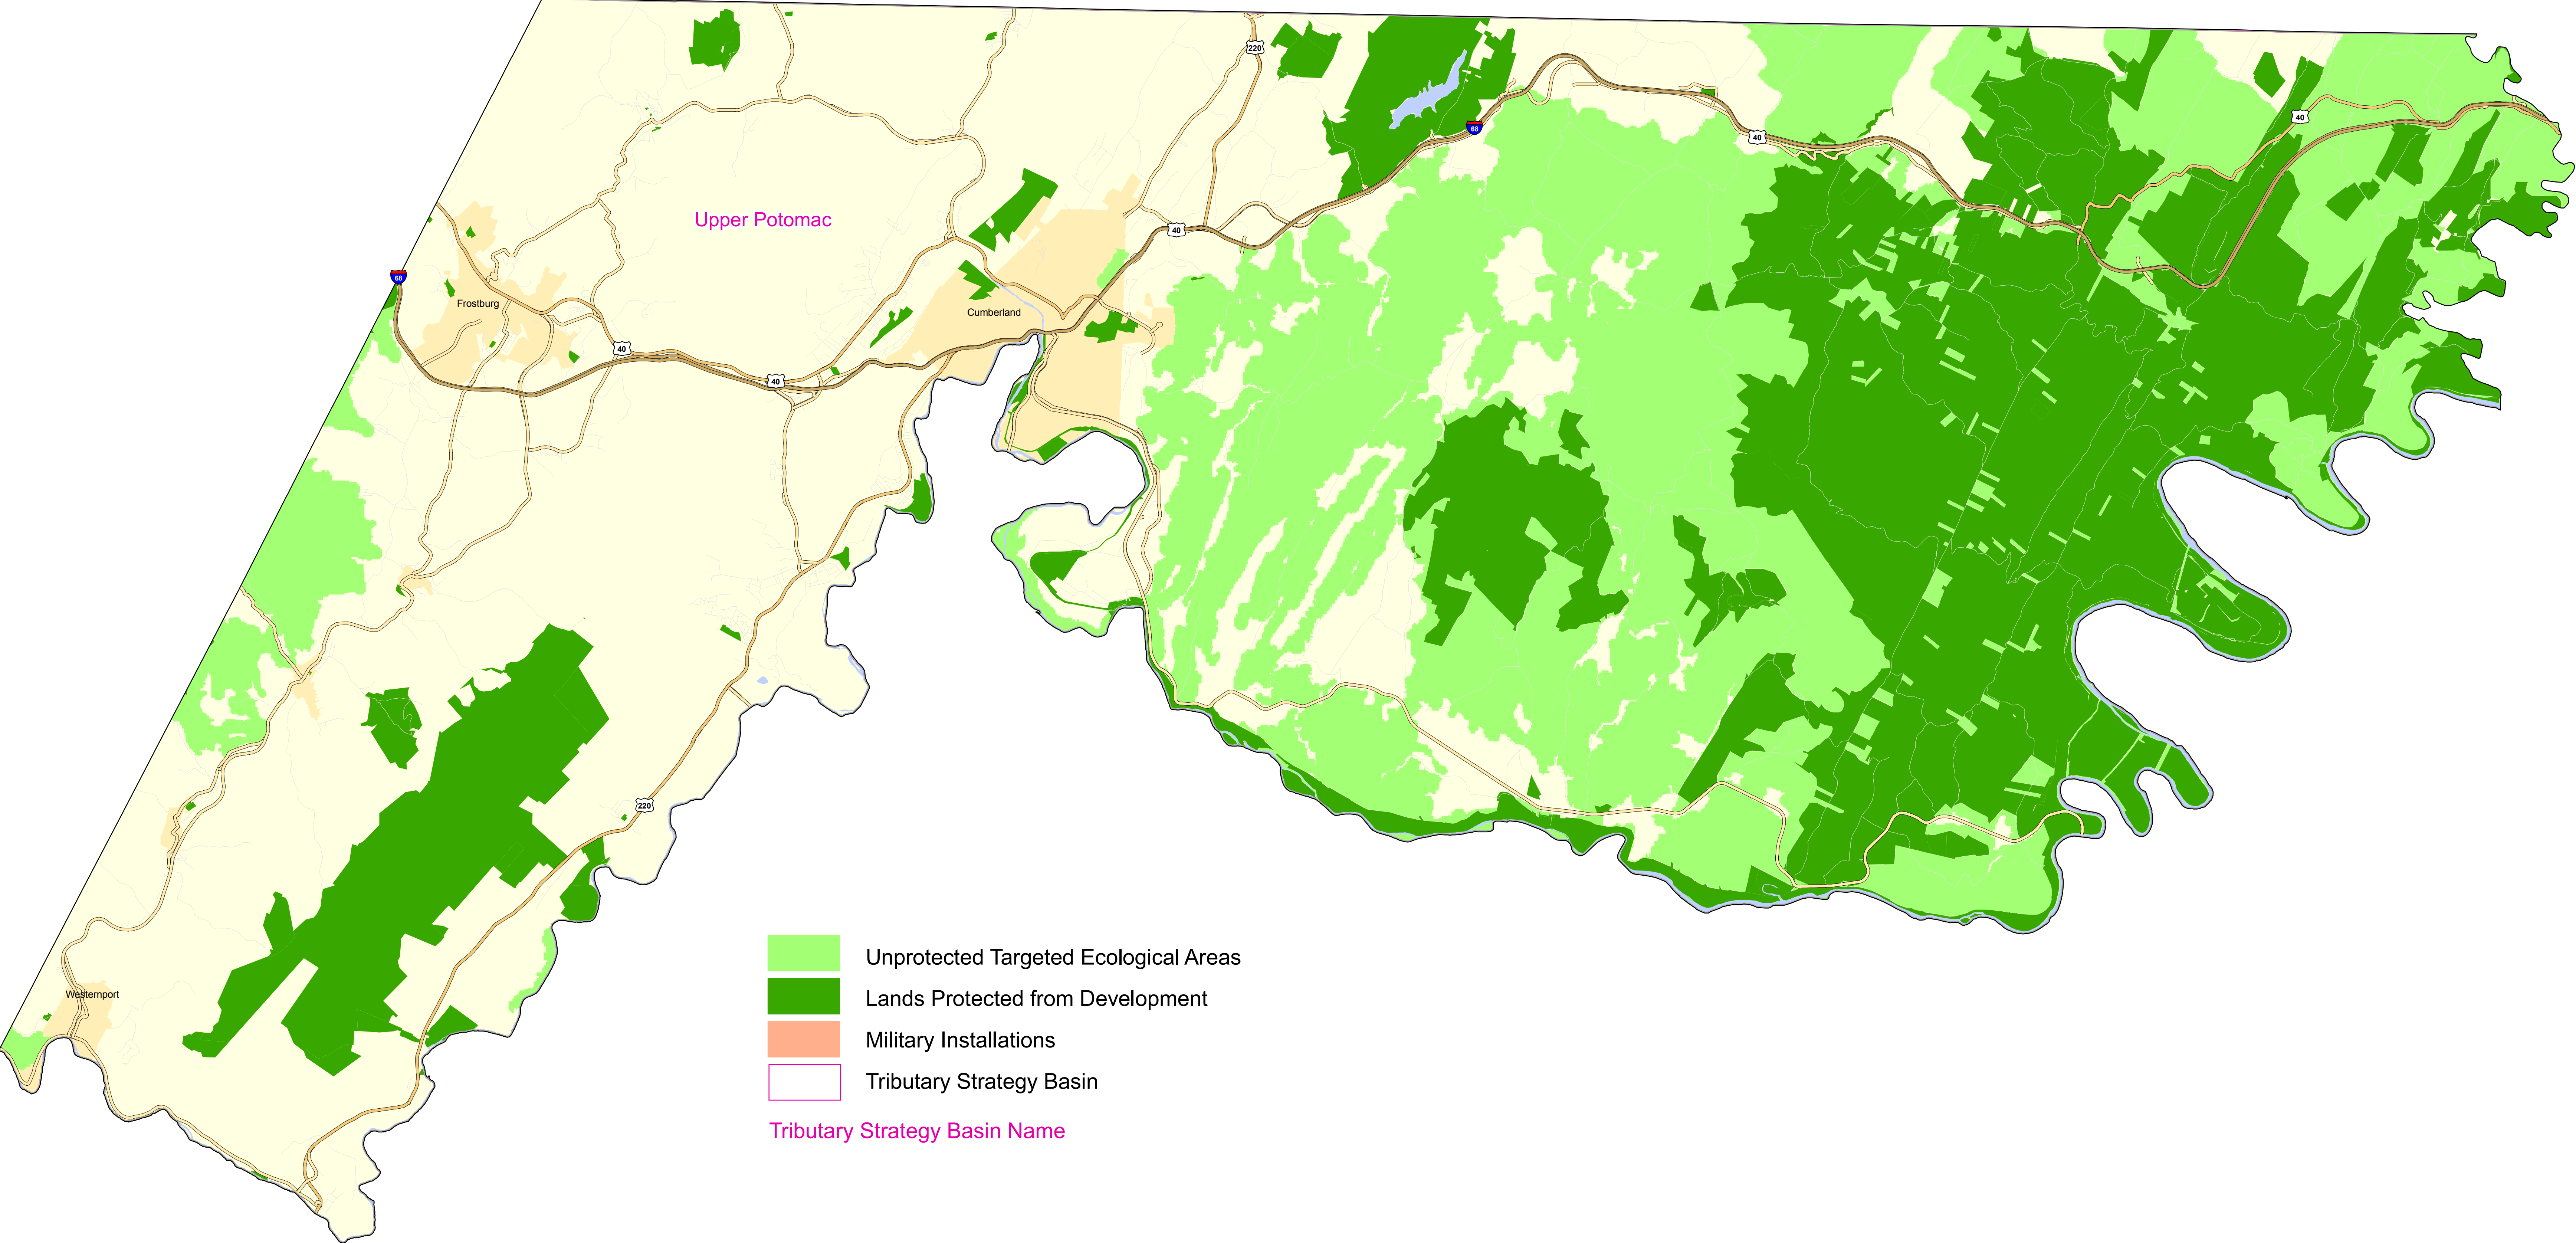 220
68
40
40
Upper Potomac
40
68
Frostburg
Cumberland
40
40
220
Unprotected Targeted Ecological Areas
Westernport
Lands Protected from Development
Military Installations
Tributary Strategy Basin
Tributary Strategy Basin Name